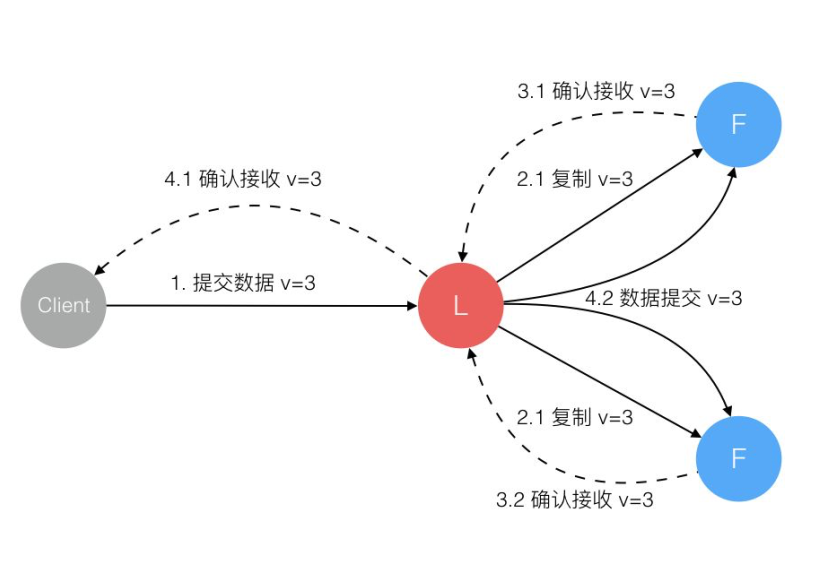 3.1 确认接收 v=3
F
4.1 确认接收 v=3
2.1 复制 v=3
1. 提交数据 v=3
Client
L
4.2 数据提交 v=3
2.1 复制 v=3
F
3.2 确认接收 v=3